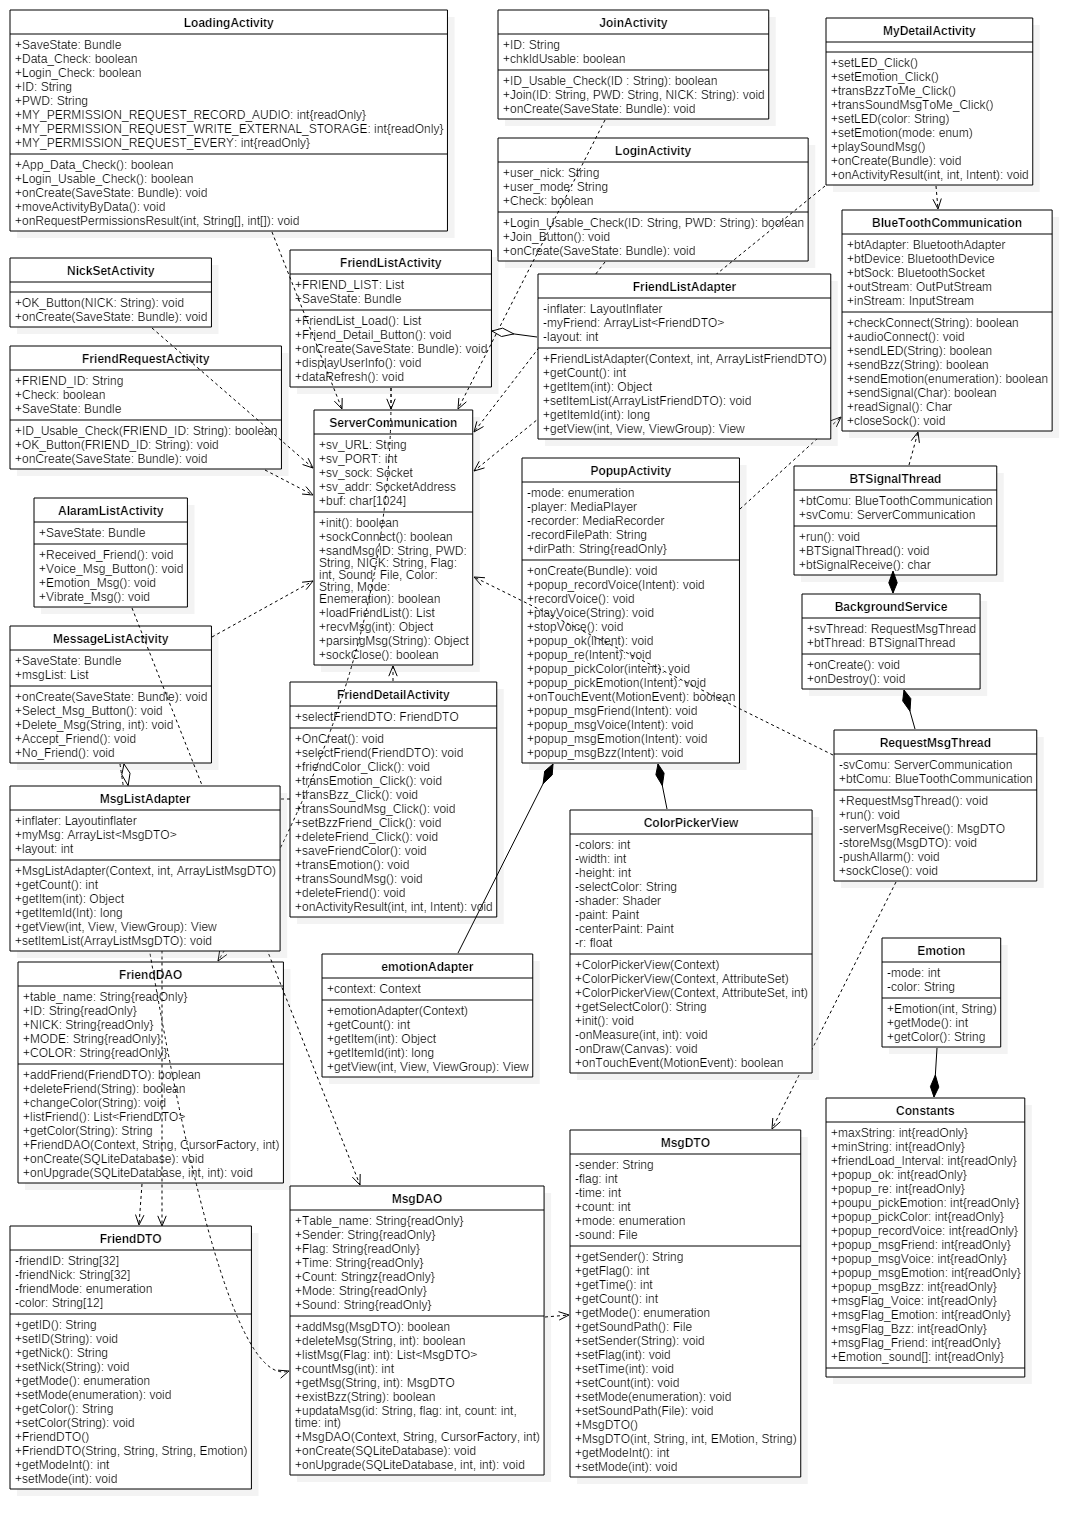 LoadingActivity
+SaveState: Bundle
+Data_Check: boolean
+Login_Check: boolean
+ID: String
+PWD: String
+MY_PERMISSION_REQUEST_RECORD_AUDIO: int{readOnly}
+MY_PERMISSION_REQUEST_WRITE_EXTERNAL_STORAGE: int{readOnly}
+MY_PERMISSION_REQUEST_EVERY: int{readOnly}
+App_Data_Check(): boolean
+Login_Usable_Check(): boolean
+onCreate(SaveState: Bundle): void
+moveActivityByData(): void
+onRequestPermissionsResult(int, String[], int[]): void
JoinActivity
+ID: String
+chkIdUsable: boolean
+ID_Usable_Check(ID : String): boolean
+Join(ID: String, PWD: String, NICK: String): void
+onCreate(SaveState: Bundle): void
MyDetailActivity
+setLED_Click()
+setEmotion_Click()
+transBzzToMe_Click()
+transSoundMsgToMe_Click()
+setLED(color: String)
+setEmotion(mode: enum)
+playSoundMsg()
+onCreate(Bundle): void
+onActivityResult(int, int, Intent): void
LoginActivity
+user_nick: String
+user_mode: String
+Check: boolean
+Login_Usable_Check(ID: String, PWD: String): boolean
+Join_Button(): void
+onCreate(SaveState: Bundle): void
BlueToothCommunication
+btAdapter: BluetoothAdapter
+btDevice: BluetoothDevice
+btSock: BluetoothSocket
+outStream: OutPutStream
+inStream: InputStream
+checkConnect(String): boolean
+audioConnect(): void
+sendLED(String): boolean
+sendBzz(String): boolean
+sendEmotion(enumeration): boolean
+sendSignal(Char): boolean
+readSignal(): Char
+closeSock(): void
NickSetActivity
+OK_Button(NICK: String): void
+onCreate(SaveState: Bundle): void
FriendListActivity
+FRIEND_LIST: List
+SaveState: Bundle
+FriendList_Load(): List
+Friend_Detail_Button(): void
+onCreate(SaveState: Bundle): void
+displayUserInfo(): void
+dataRefresh(): void
FriendListAdapter
-inflater: LayoutInflater
-myFriend: ArrayList<FriendDTO>
-layout: int
+FriendListAdapter(Context, int, ArrayListFriendDTO)
+getCount(): int
+getItem(int): Object
+setItemList(ArrayListFriendDTO): void
+getItemId(int): long
+getView(int, View, ViewGroup): View
FriendRequestActivity
+FRIEND_ID: String
+Check: boolean
+SaveState: Bundle
+ID_Usable_Check(FRIEND_ID: String): boolean
+OK_Button(FRIEND_ID: String): void
+onCreate(SaveState: Bundle): void
ServerCommunication
+sv_URL: String
+sv_PORT: int
+sv_sock: Socket
+sv_addr: SocketAddress
+buf: char[1024]
+init(): boolean
+sockConnect(): boolean
+sandMsg(ID: String, PWD:
String, NICK: String, Flag:
int, Sound: File, Color:
String, Mode:
Enemeration): boolean
+loadFriendList(): List
+recvMsg(int): Object
+parsingMsg(String): Object
+sockClose(): boolean
PopupActivity
-mode: enumeration
-player: MediaPlayer
-recorder: MediaRecorder
-recordFilePath: String
+dirPath: String{readOnly}
+onCreate(Bundle): void
+popup_recordVoice(Intent): void
+recordVoice(): void
+playVoice(String): void
+stopVoice(): void
+popup_ok(Intent): void
+popup_re(Intent): void
+popup_pickColor(intent): void
+popup_pickEmotion(Intent): void
+onTouchEvent(MotionEvent): boolean
+popup_msgFriend(Intent): void
+popup_msgVoice(Intent): void
+popup_msgEmotion(Intent): void
+popup_msgBzz(Intent): void
BTSignalThread
+btComu: BlueToothCommunication
+svComu: ServerCommunication
+run(): void
+BTSignalThread(): void
+btSignalReceive(): char
AlaramListActivity
+SaveState: Bundle
+Received_Friend(): void
+Voice_Msg_Button(): void
+Emotion_Msg(): void
+Vibrate_Msg(): void
BackgroundService
+svThread: RequestMsgThread
+btThread: BTSignalThread
+onCreate(): void
+onDestroy(): void
MessageListActivity
+SaveState: Bundle
+msgList: List
+onCreate(SaveState: Bundle): void
+Select_Msg_Button(): void
+Delete_Msg(String, int): void
+Accept_Friend(): void
+No_Friend(): void
FriendDetailActivity
+selectFriendDTO: FriendDTO
+OnCreat(): void
+selectFriend(FriendDTO): void
+friendColor_Click(): void
+transEmotion_Click(): void
+transBzz_Click(): void
+transSoundMsg_Click(): void
+setBzzFriend_Click(): void
+deleteFriend_Click(): void
+saveFriendColor(): void
+transEmotion(): void
+transSoundMsg(): void
+deleteFriend(): void
+onActivityResult(int, int, Intent): void
RequestMsgThread
-svComu: ServerCommunication
+btComu: BlueToothCommunication
+RequestMsgThread(): void
+run(): void
-serverMsgReceive(): MsgDTO
-storeMsg(MsgDTO): void
-pushAllarm(): void
+sockClose(): void
MsgListAdapter
+inflater: Layoutinflater
+myMsg: ArrayList<MsgDTO>
+layout: int
+MsgListAdapter(Context, int, ArrayListMsgDTO)
+getCount(): int
+getItem(int): Object
+getItemId(Int): long
+getView(int, View, ViewGroup): View
+setItemList(ArrayListMsgDTO): void
ColorPickerView
-colors: int
-width: int
-height: int
-selectColor: String
-shader: Shader
-paint: Paint
-centerPaint: Paint
-r: float
+ColorPickerView(Context)
+ColorPickerView(Context, AttributeSet)
+ColorPickerView(Context, AttributeSet, int)
+getSelectColor(): String
+init(): void
-onMeasure(int, int): void
-onDraw(Canvas): void
+onTouchEvent(MotionEvent): boolean
Emotion
-mode: int
-color: String
+Emotion(int, String)
+getMode(): int
+getColor(): String
emotionAdapter
+context: Context
+emotionAdapter(Context)
+getCount(): int
+getItem(int): Object
+getItemId(int): long
+getView(int, View, ViewGroup): View
FriendDAO
+table_name: String{readOnly}
+ID: String{readOnly}
+NICK: String{readOnly}
+MODE: String{readOnly}
+COLOR: String{readOnly}
+addFriend(FriendDTO): boolean
+deleteFriend(String): boolean
+changeColor(String): void
+listFriend(): List<FriendDTO>
+getColor(String): String
+FriendDAO(Context, String, CursorFactory, int)
+onCreate(SQLiteDatabase): void
+onUpgrade(SQLiteDatabase, int, int): void
Constants
+maxString: int{readOnly}
+minString: int{readOnly}
+friendLoad_Interval: int{readOnly}
+popup_ok: int{readOnly}
+popup_re: int{readOnly}
+poupu_pickEmotion: int{readOnly}
+popup_pickColor: int{readOnly}
+popup_recordVoice: int{readOnly}
+popup_msgFriend: int{readOnly}
+popup_msgVoice: int{readOnly}
+popup_msgEmotion: int{readOnly}
+popup_msgBzz: int{readOnly}
+msgFlag_Voice: int{readOnly}
+msgFlag_Emotion: int{readOnly}
+msgFlag_Bzz: int{readOnly}
+msgFlag_Friend: int{readOnly}
+Emotion_sound[]: int{readOnly}
MsgDTO
-sender: String
-flag: int
-time: int
+count: int
+mode: enumeration
-sound: File
+getSender(): String
+getFlag(): int
+getTime(): int
+getCount(): int
+getMode(): enumeration
+getSoundPath(): File
+setSender(String): void
+setFlag(int): void
+setTime(int): void
+setCount(int): void
+setMode(enumeration): void
+setSoundPath(File): void
+MsgDTO()
+MsgDTO(int, String, int, EMotion, String)
+getModeInt(): int
+setMode(int): void
MsgDAO
+Table_name: String{readOnly}
+Sender: String{readOnly}
+Flag: String{readOnly}
+Time: String{readOnly}
+Count: Stringz{readOnly}
+Mode: String{readOnly}
+Sound: String{readOnly}
+addMsg(MsgDTO): boolean
+deleteMsg(String, int): boolean
+listMsg(Flag: int): List<MsgDTO>
+countMsg(int): int
+getMsg(String, int): MsgDTO
+existBzz(String): boolean
+updataMsg(id: String, flag: int, count: int,
time: int)
+MsgDAO(Context, String, CursorFactory, int)
+onCreate(SQLiteDatabase): void
+onUpgrade(SQLiteDatabase, int, int): void
FriendDTO
-friendID: String[32]
-friendNick: String[32]
-friendMode: enumeration
-color: String[12]
+getID(): String
+setID(String): void
+getNick(): String
+setNick(String): void
+getMode(): enumeration
+setMode(enumeration): void
+getColor(): String
+setColor(String): void
+FriendDTO()
+FriendDTO(String, String, String, Emotion)
+getModeInt(): int
+setMode(int): void